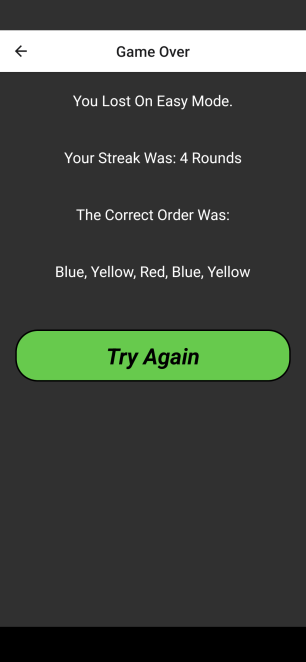 Game Over
You Lost On Easy Mode.
Your Streak Was: 4 Rounds
The Correct Order Was:
Blue, Yellow, Red, Blue, Yellow
Try Again